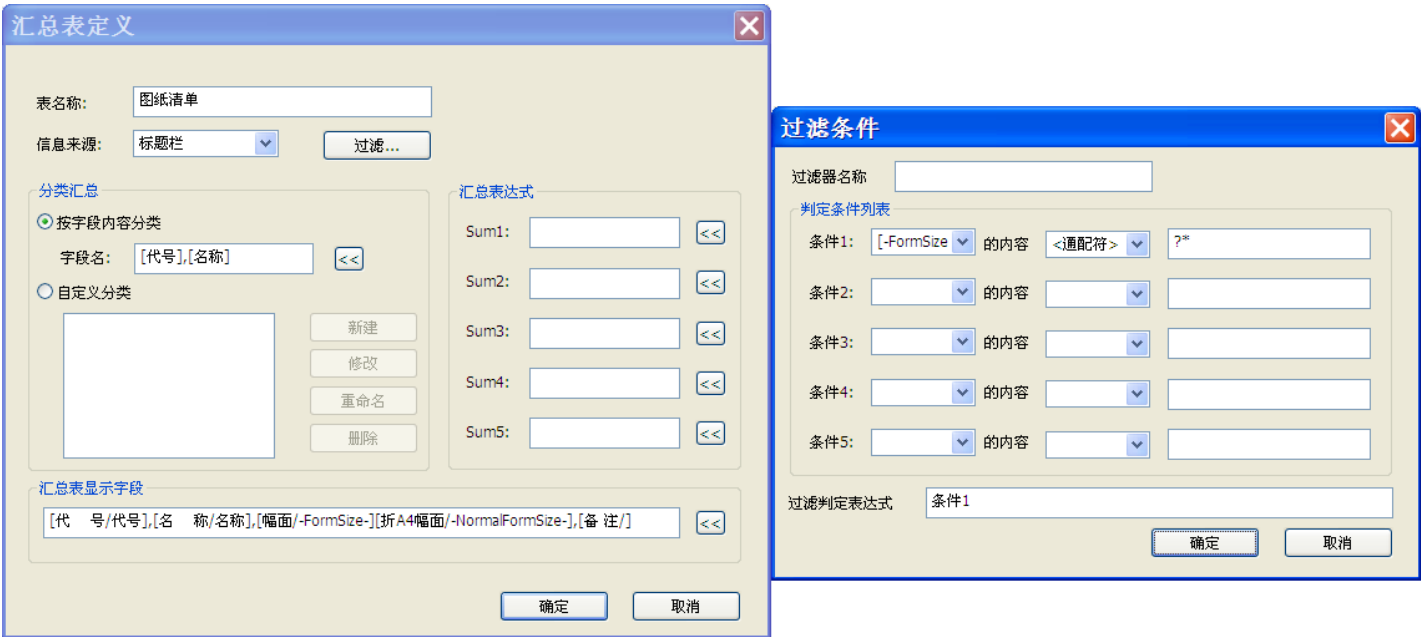 汇总表定义
表名称: 图纸清单
信息来源: 标题栏 过滤...
分类汇总
按字段内容分类
字段名: [代号],[名称] <<
自定义分类
新建
修改
重命名
删除
汇总表达式
Sum1: <<
Sum2: <<
Sum3: <<
Sum4: <<
Sum5: <<
汇总表显示字段
[代 号/代号],[名 称/名称],[幅面/-FormSize-][折A4幅面/-NormalFormSize-],[备 注/] <<
确定 取消
过滤条件
过滤器名称
判定条件列表
条件1: [-FormSize 的内容 <通配符> ?*
条件2: 的内容
条件3: 的内容
条件4: 的内容
条件5: 的内容
过滤判定表达式 条件1
确定 取消